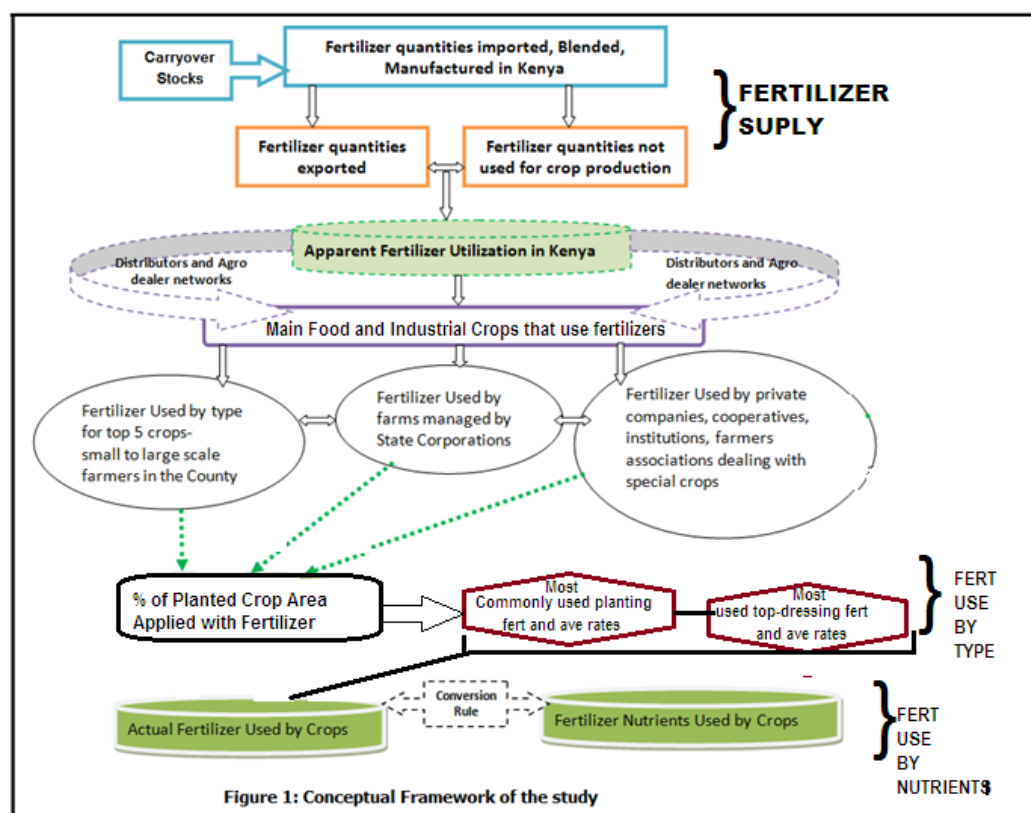 Carryover
Stocks
Fertilizer quantities imported, Blended,
Manufactured in Kenya
FERTILIZER
SUPLY
Fertilizer quantities
exported
Fertilizer quantities not
used for crop production
Apparent Fertilizer Utilization in Kenya
Distributors and Agro
dealer networks
Distributors and Agro
dealer networks
Main Food and Industrial Crops that use fertilizers
Fertilizer Used by type
for top 5 crops-
small to large scale
farmers in the County
Fertilizer Used by
farms managed by
State Corporations
Fertilizer Used by private
companies, cooperatives,
institutions, farmers
associations dealing with
special crops
% of Planted Crop Area
Applied with Fertilizer
Most
Commonly used planting
fert and ave rates
Most
used top-dressing fert
and ave rates
FERT
USE
BY
TYPE
Actual Fertilizer Used by Crops
Conversion
Rule
Fertilizer Nutrients Used by Crops
FERT
USE
BY
NUTRIENTS
Figure 1: Conceptual Framework of the study